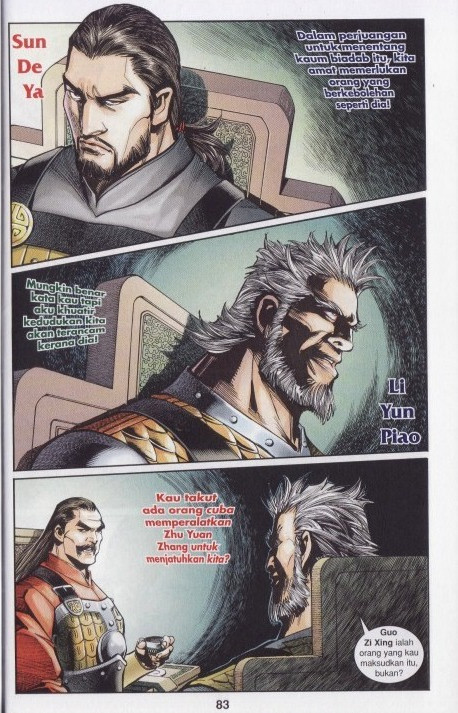 Sun
De
Ya
Dalam perjuangan
untuk menentang
kaum biadab itu, kita
amat memerlukan
orang yang
berkebolehan
seperti dia!
Mungkin benar
kata kau tapi
aku khuatir
kedudukan kita
akan terancam
kerana dia!
Li
Yun
Piao
Kau takut
ada orang cuba
memperalatkan
Zhu Yuan
Zhang untuk
menjatuhkan kita?
Guo
Zi Xing ialah
orang yang kau
maksudkan itu,
bukan?
83